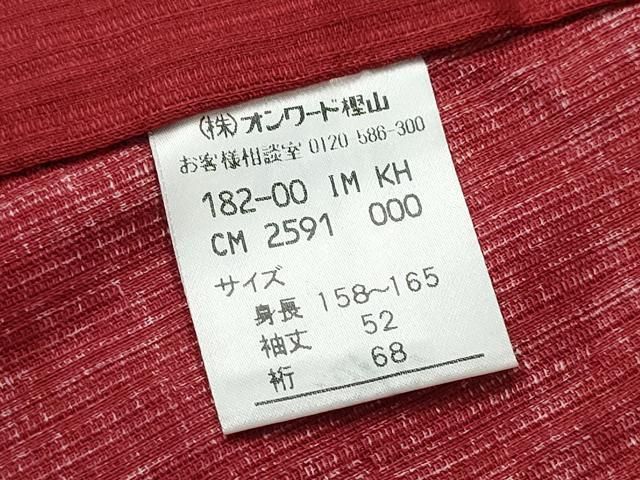 (株)オンワード樫山
お客様相談室 0120 586-300
182-00 IM KH
CM 2591 000
サイズ
身長 158~165
袖丈 52
裄 68